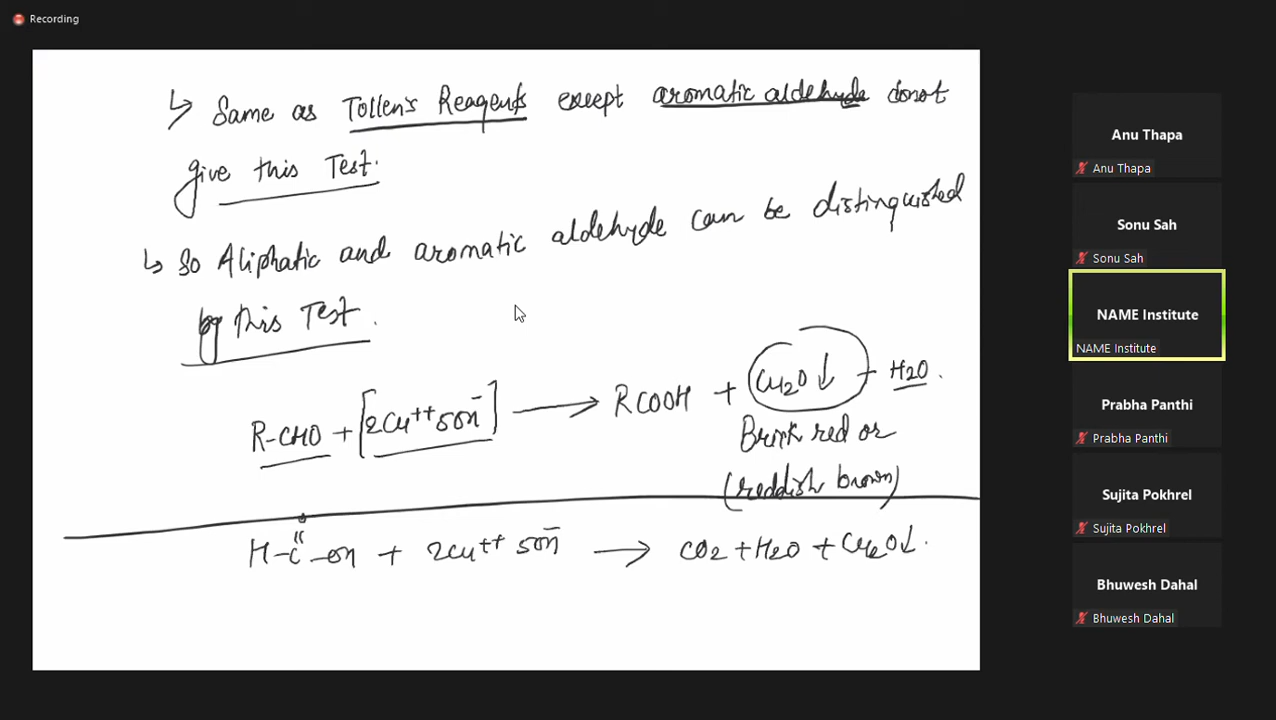 Recording
↳ Same as Tollen's Reagents except aromatic aldehyde donot
give this Test.
↳ So Aliphatic and aromatic aldehyde can be distinguished
by this Test.
R-CHO + [2Cu++ 5OH-] → RCOOH + Cu2O↓ + H2O.
Brick red or
(reddish brown)
O
H-C-OH + 2Cu++ 5OH- → CO2 + H2O + Cu2O↓.
Anu Thapa
Anu Thapa
Sonu Sah
Sonu Sah
NAME Institute
NAME Institute
Prabha Panthi
Prabha Panthi
Sujita Pokhrel
Sujita Pokhrel
Bhuwesh Dahal
Bhuwesh Dahal